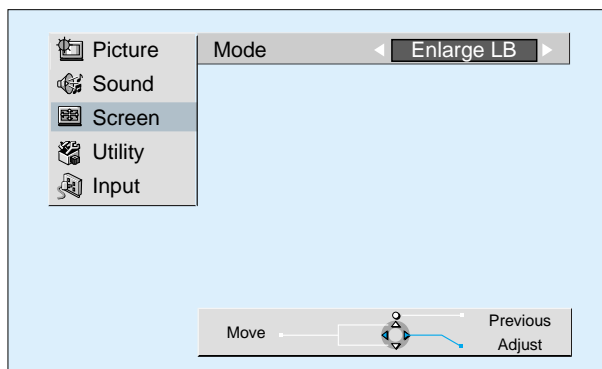 Picture
Sound
Screen
Utility
Input
Mode Enlarge LB
Move
Previous
Adjust